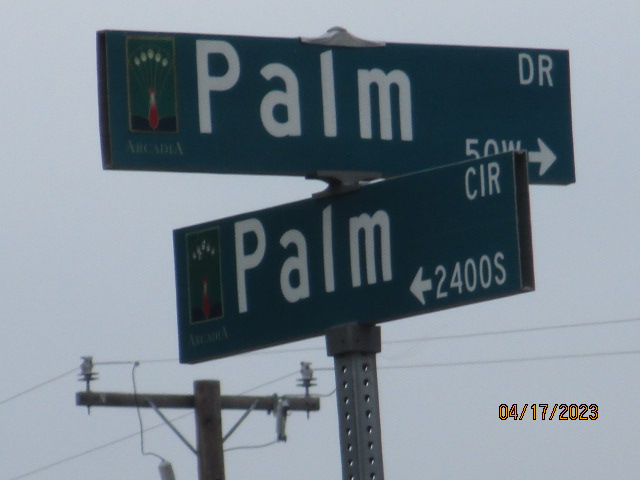 Palm DR
ARCADIA
50W →
Palm CIR
← 2400S
ARCADIA
04/17/2023